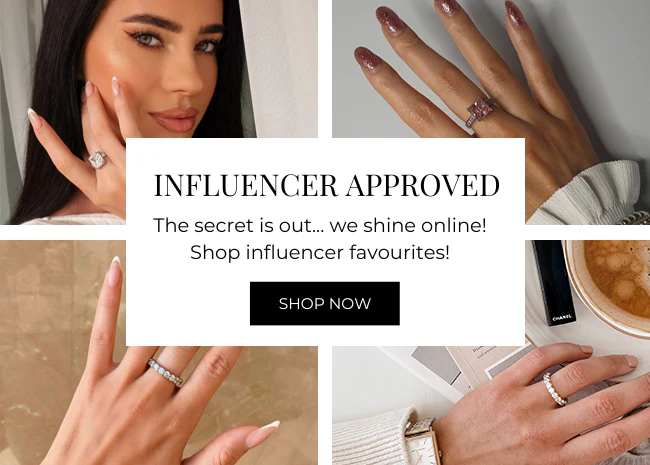 INFLUENCER APPROVED
The secret is out... we shine online!
Shop influencer favourites!
SHOP NOW
CHANEL